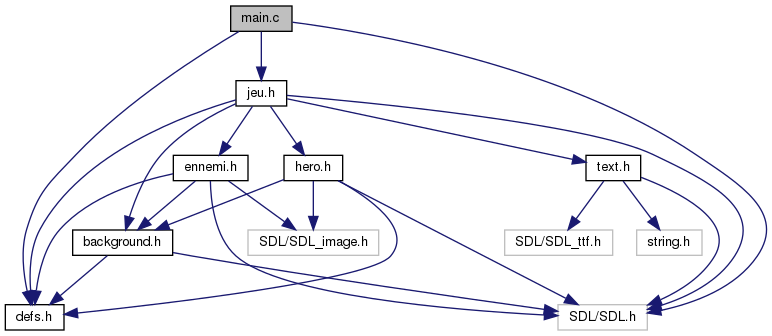 main.c
jeu.h
ennemi.h
hero.h
text.h
background.h
SDL/SDL_image.h
SDL/SDL_ttf.h
string.h
defs.h
SDL/SDL.h